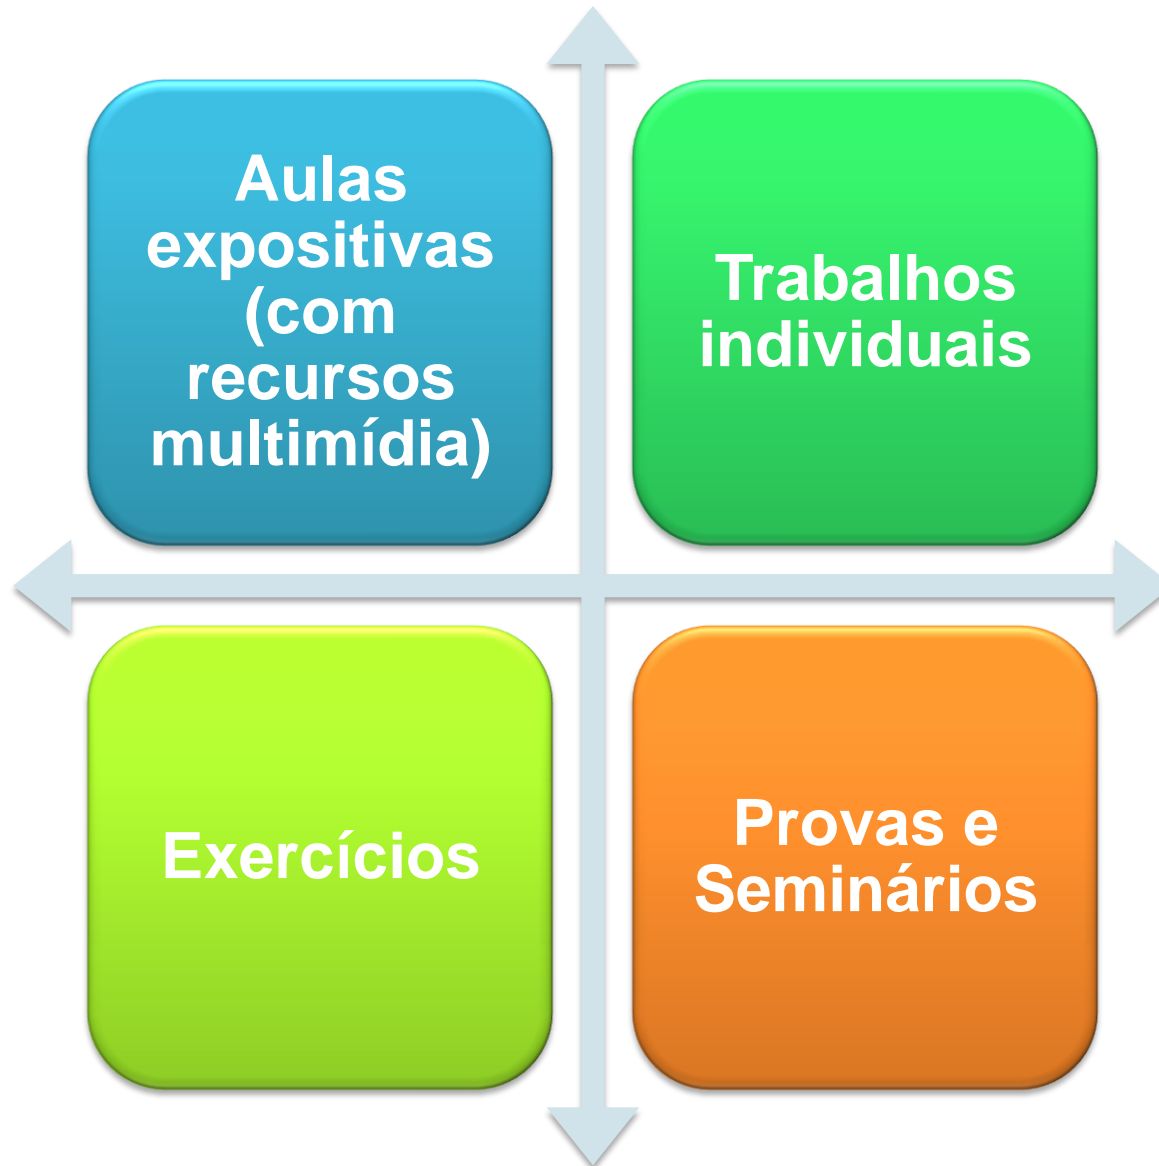 Aulas
expositivas
(com
recursos
multimídia)
Trabalhos
individuais
Exercícios
Provas e
Seminários